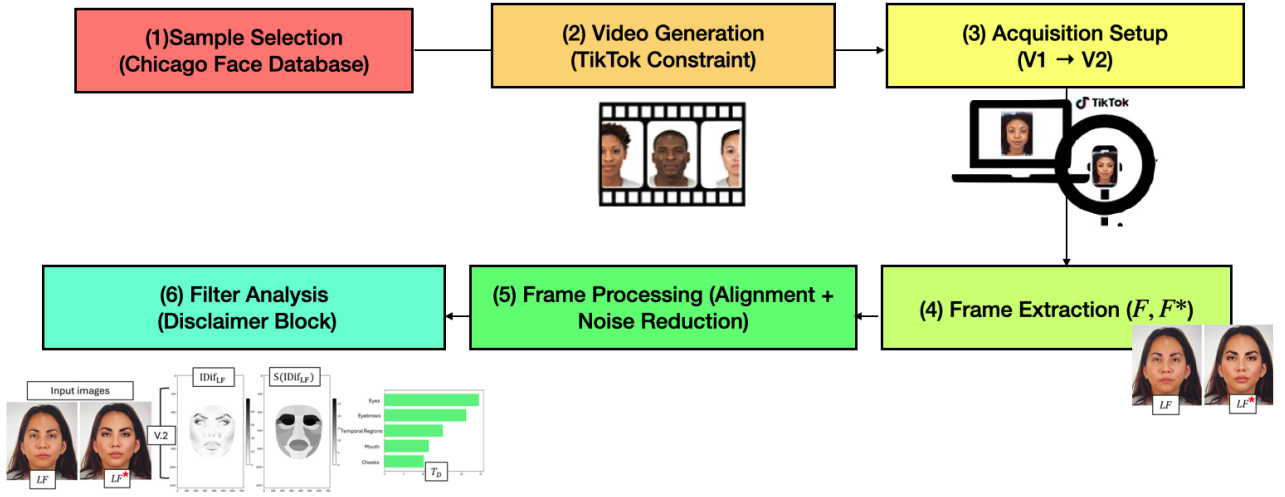 (1)Sample Selection
(Chicago Face Database)
(2) Video Generation
(TikTok Constraint)
(3) Acquisition Setup
(V1 → V2)
TikTok
(6) Filter Analysis
(Disclaimer Block)
(5) Frame Processing (Alignment +
Noise Reduction)
(4) Frame Extraction (F, F*)
LF
LF*
Input images
LF
LF*
V.2
IDif_LF
S(IDif_LF)
Eyes
Eyebrows
Temporal Regions
Mouth
Cheeks
T_D